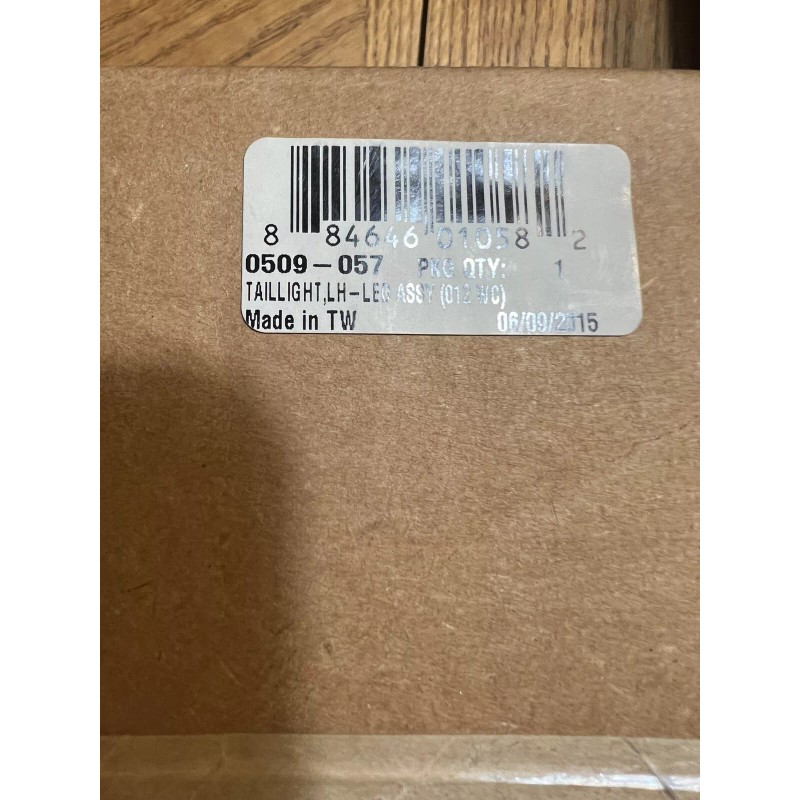 8 84646 01058 2
0509-057 PKG QTY: 1
TAILLIGHT,LH-LED ASSY (012 WC)
Made in TW 06/09/2015